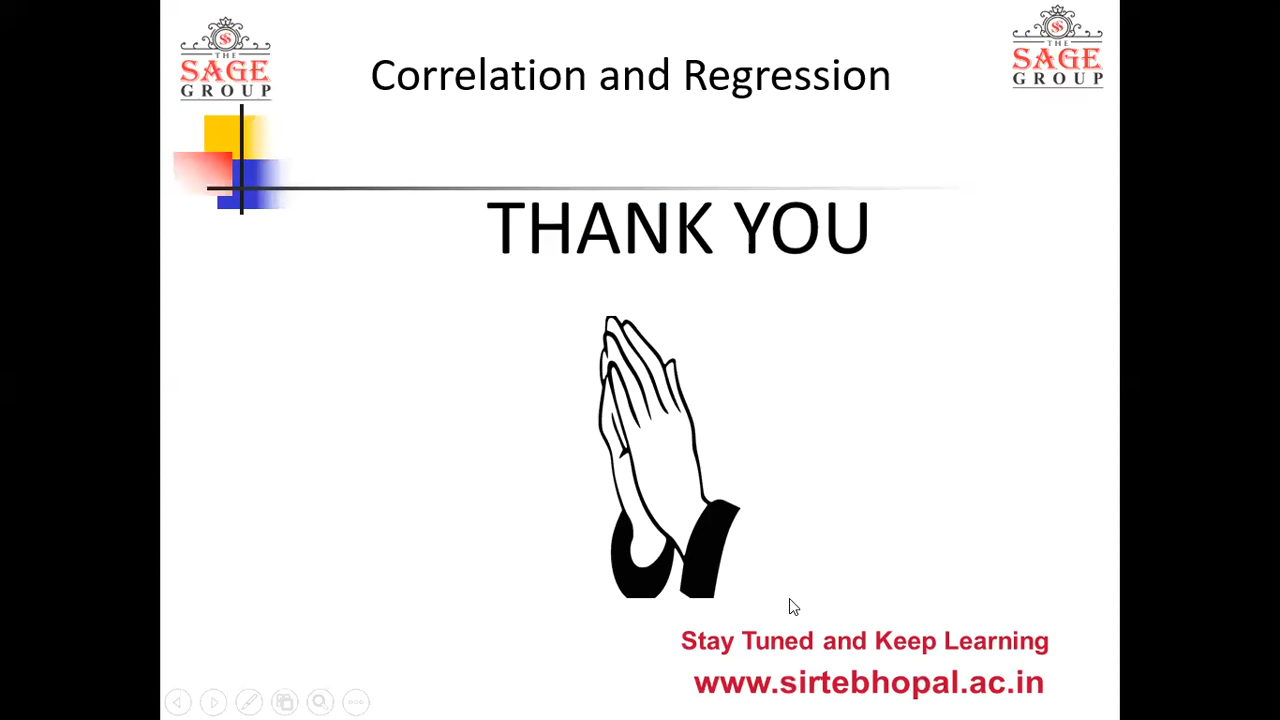 THE
SAGE
GROUP
Correlation and Regression
THE
SAGE
GROUP
THANK YOU
Stay Tuned and Keep Learning
www.sirtebhopal.ac.in